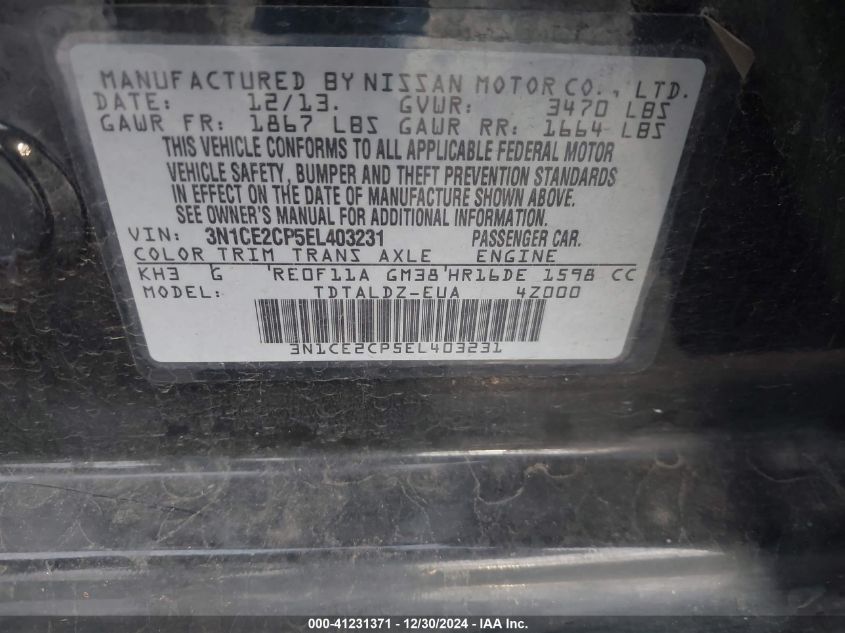 MANUFACTURED BY NISSAN MOTOR CO., LTD.
DATE: 12/13. GVWR: 3470 LBS
GAWR FR: 1867 LBS GAWR RR: 1664 LBS
THIS VEHICLE CONFORMS TO ALL APPLICABLE FEDERAL MOTOR
VEHICLE SAFETY, BUMPER AND THEFT PREVENTION STANDARDS
IN EFFECT ON THE DATE OF MANUFACTURE SHOWN ABOVE.
SEE OWNER'S MANUAL FOR ADDITIONAL INFORMATION.
VIN: 3N1CE2CP5EL403231 PASSENGER CAR.
COLOR TRIM TRANS AXLE ENGINE
KH3 G 'RE0F11A GM38'HR16DE 1598 CC
MODEL: TDTALDZ-EUA 4Z000
3N1CE2CP5EL403231
000-41231371 - 12/30/2024 - IAA Inc.